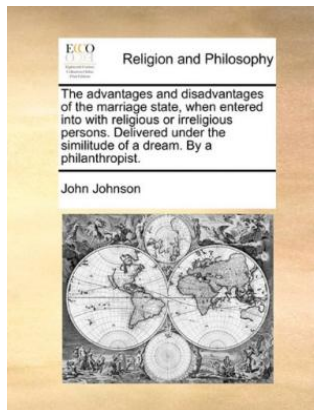 ECCO
Religion and Philosophy
The advantages and disadvantages
of the marriage state, when entered
into with religious or irreligious
persons. Delivered under the
similitude of a dream. By a
philanthropist.
John Johnson